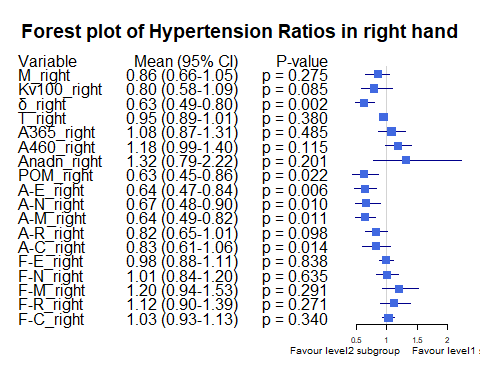 Forest plot of Hypertension Ratios in right hand
Variable Mean (95% CI) P-value
M_right 0.86 (0.66-1.05) p = 0.275
Kv100_right 0.80 (0.58-1.09) p = 0.085
δ_right 0.63 (0.49-0.80) p = 0.002
T_right 0.95 (0.89-1.01) p = 0.380
A365_right 1.08 (0.87-1.31) p = 0.485
A460_right 1.18 (0.99-1.40) p = 0.115
Anadn_right 1.32 (0.79-2.22) p = 0.201
POM_right 0.63 (0.45-0.86) p = 0.022
A-E_right 0.64 (0.47-0.84) p = 0.006
A-N_right 0.67 (0.48-0.90) p = 0.010
A-M_right 0.64 (0.49-0.82) p = 0.011
A-R_right 0.82 (0.65-1.01) p = 0.098
A-C_right 0.83 (0.61-1.06) p = 0.014
F-E_right 0.98 (0.88-1.11) p = 0.838
F-N_right 1.01 (0.84-1.20) p = 0.635
F-M_right 1.20 (0.94-1.53) p = 0.291
F-R_right 1.12 (0.90-1.39) p = 0.271
F-C_right 1.03 (0.93-1.13) p = 0.340
0.5 1 1.5 2
Favour level2 subgroup Favour level1 s